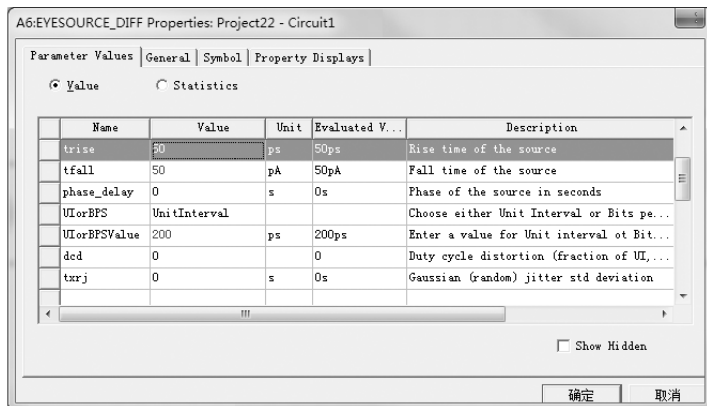 A6:EYESOURCE_DIFF Properties: Project22 - Circuit1
Parameter Values General Symbol Property Displays
Value Statistics
Name Value Unit Evaluated V... Description
trise 50 ps 50ps Rise time of the source
tfall 50 pA 50pA Fall time of the source
phase_delay 0 s 0s Phase of the source in seconds
UIorBPS UnitInterval Choose either Unit Interval or Bits pe...
UIorBPSValue 200 ps 200ps Enter a value for Unit interval ot Bit...
dcd 0 0 Duty cycle distortion (fraction of UI,...
txrj 0 s 0s Gaussian (random) jitter std deviation
Show Hidden
确定 取消